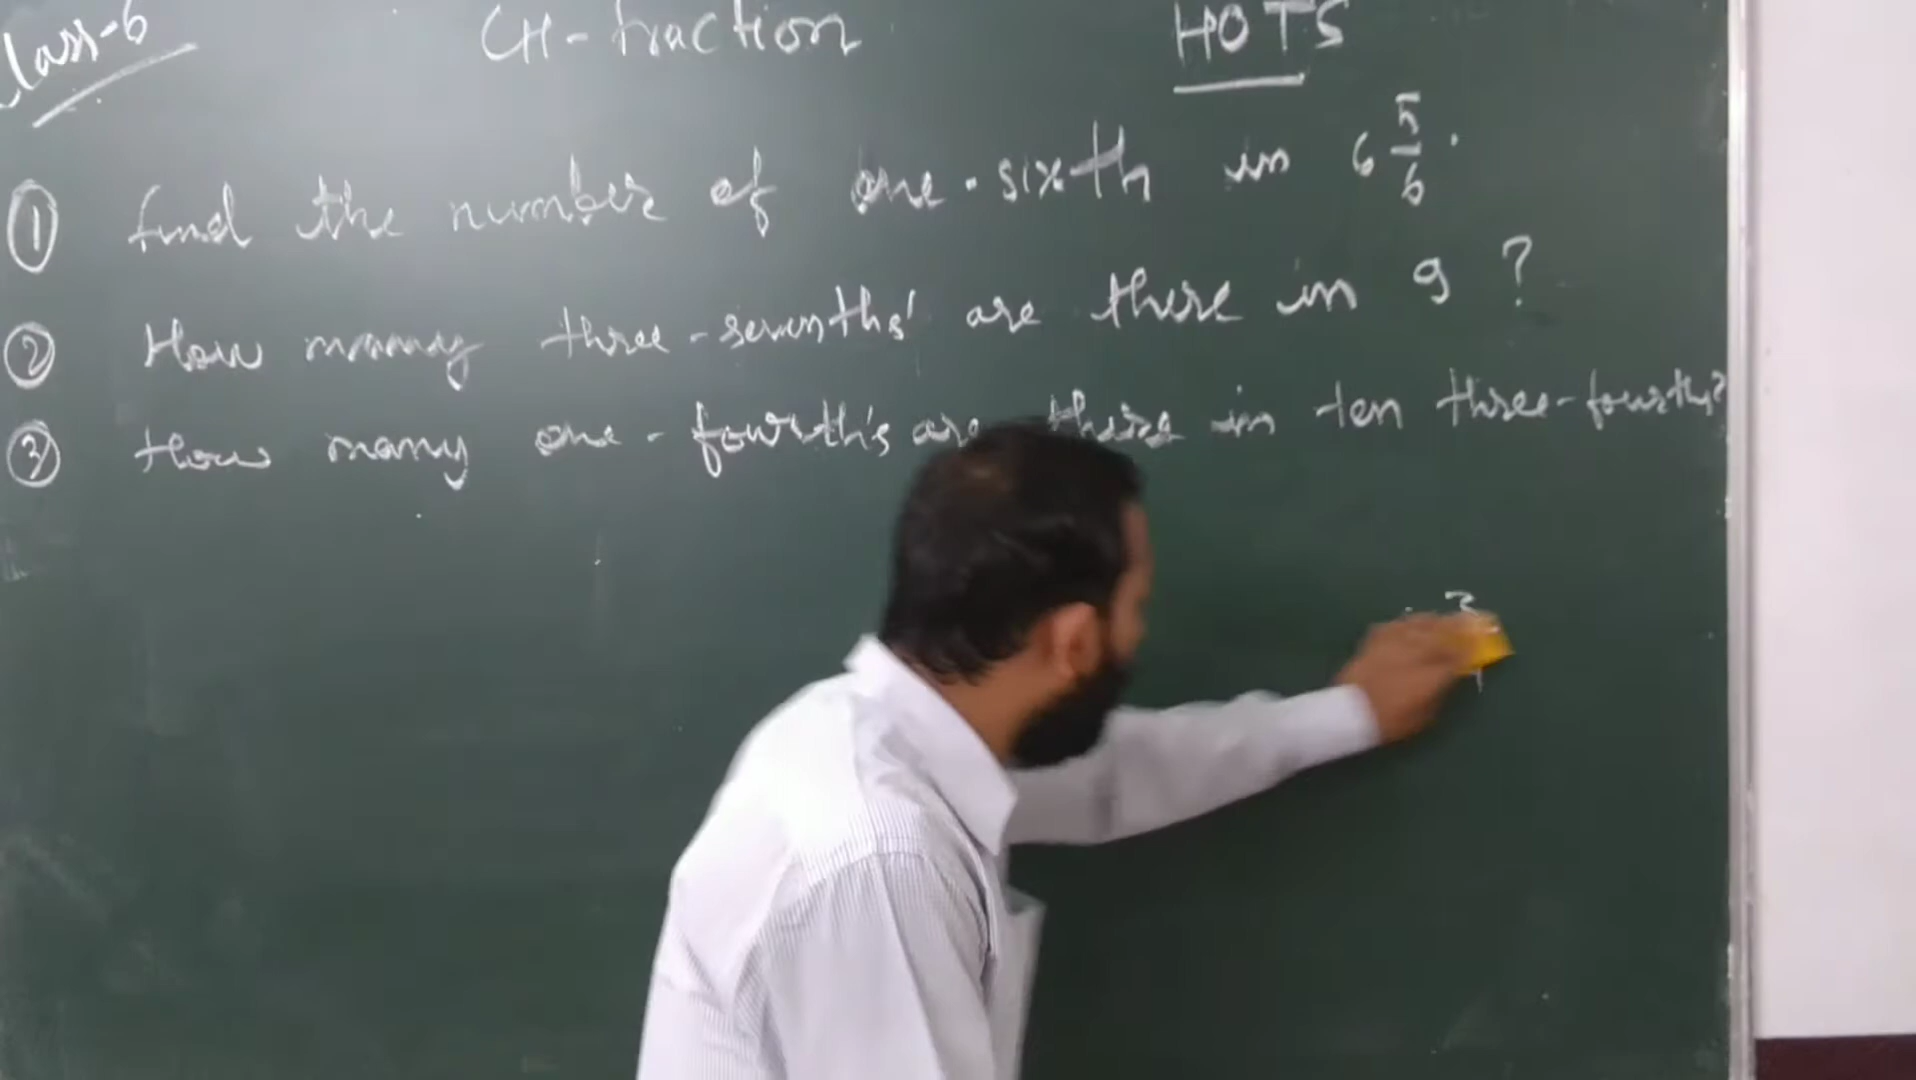 Class-6 CH-fraction HOTS
① find the number of one-sixth in 6 5/6.
② How many three-sevenths' are there in 9 ?
③ How many one-fourth's are there in ten three-fourths?
3